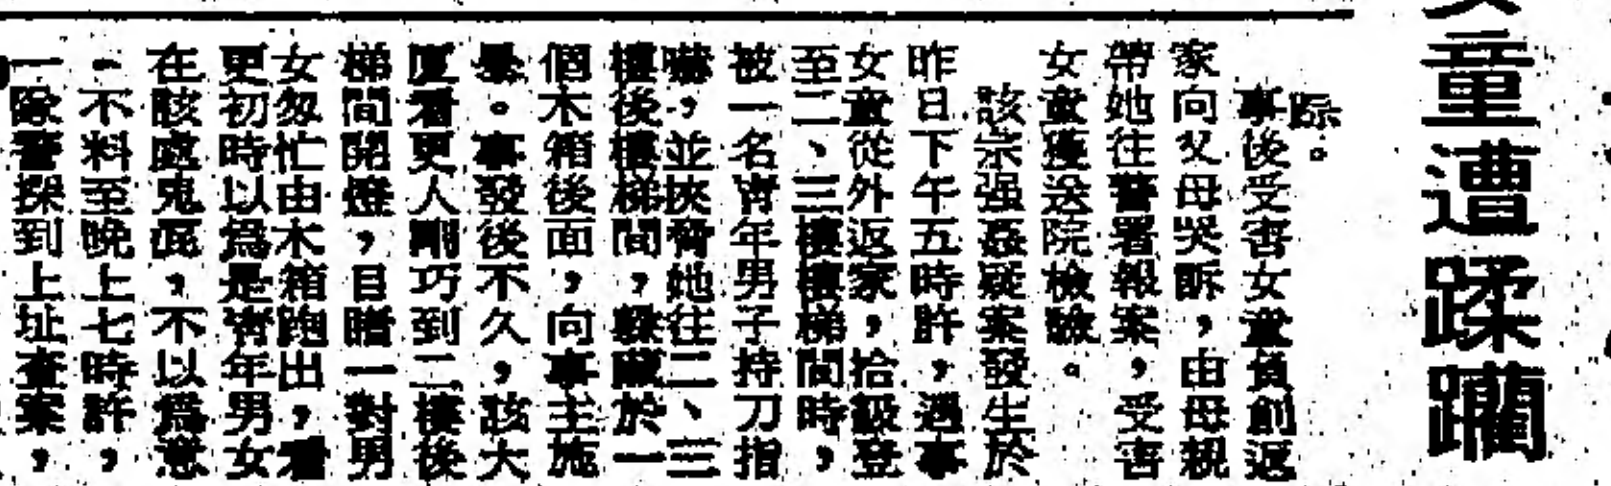 童遭蹂躪
踪。
事後受害女童負創返
家向父母哭訴，由母親
帶她往警署報案，受害
女童獲送院檢驗。
該宗强姦疑案發生於
昨日下午五時許，遇事
女童從外返家，拾級登
至二、三樓樓梯間時，
被一名靑年男子持刀指
嚇，並挾脅她往二、三
樓後樓梯間，躱藏於一
個木箱後面，向事主施
暴。事發後不久，該大
厦看更人剛巧到二樓後
梯間開燈，目睹一對男
女匆忙由木箱跑出，看
更初時以爲是靑年男女
在該處鬼混，不以爲意
，不料至晚上七時許，
一隊警探到上址查案，